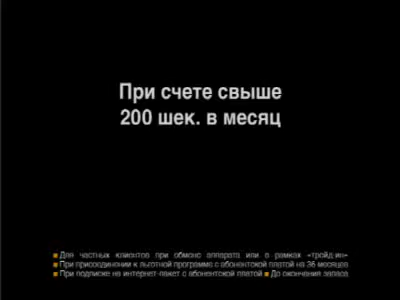 При счете свыше
200 шек. в месяц
Для частных клиентов при обмене аппарата или в рамках «трейд-ин»
При присоединении к льготной программе с абонентской платой на 36 месяцев
При подписке на интернет-пакет с абонентской платой ■ До окончания запаса